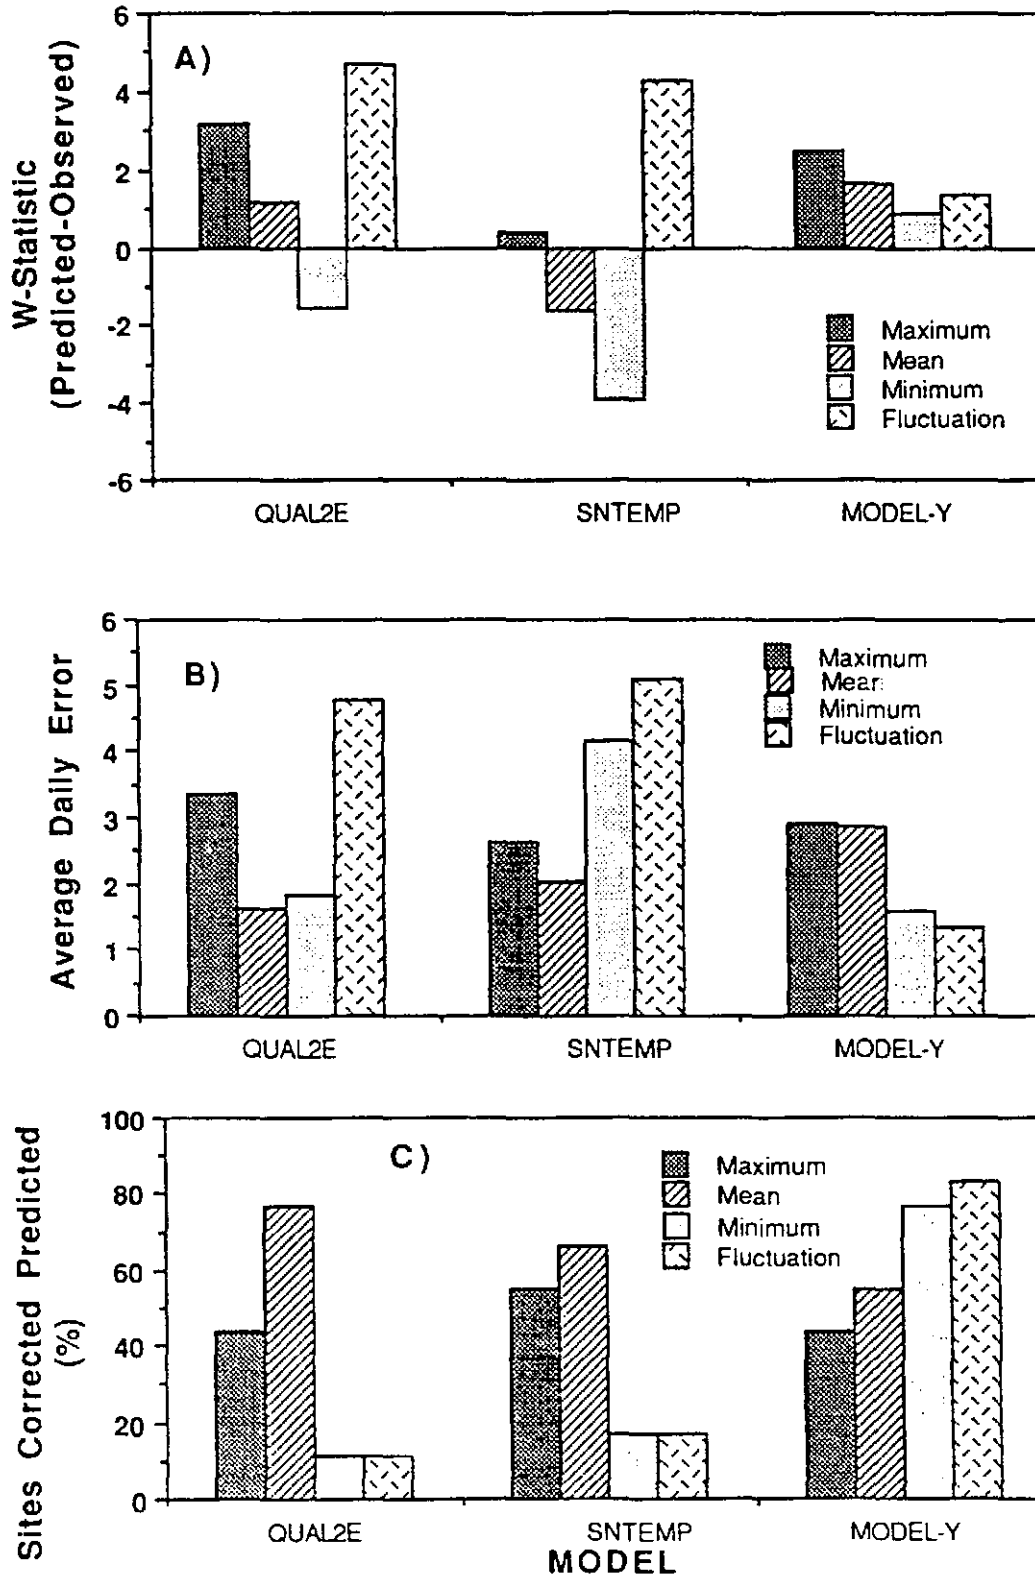 A)
W-Statistic
(Predicted-Observed)
6
4
2
0
-2
-4
-6
Maximum
Mean
Minimum
Fluctuation
QUAL2E SNTEMP MODEL-Y
B)
Average Daily Error
6
5
4
3
2
1
0
Maximum
Mean
Minimum
Fluctuation
QUAL2E SNTEMP MODEL-Y
C)
Sites Corrected Predicted
(%)
100
80
60
40
20
0
Maximum
Mean
Minimum
Fluctuation
QUAL2E SNTEMP MODEL-Y
MODEL